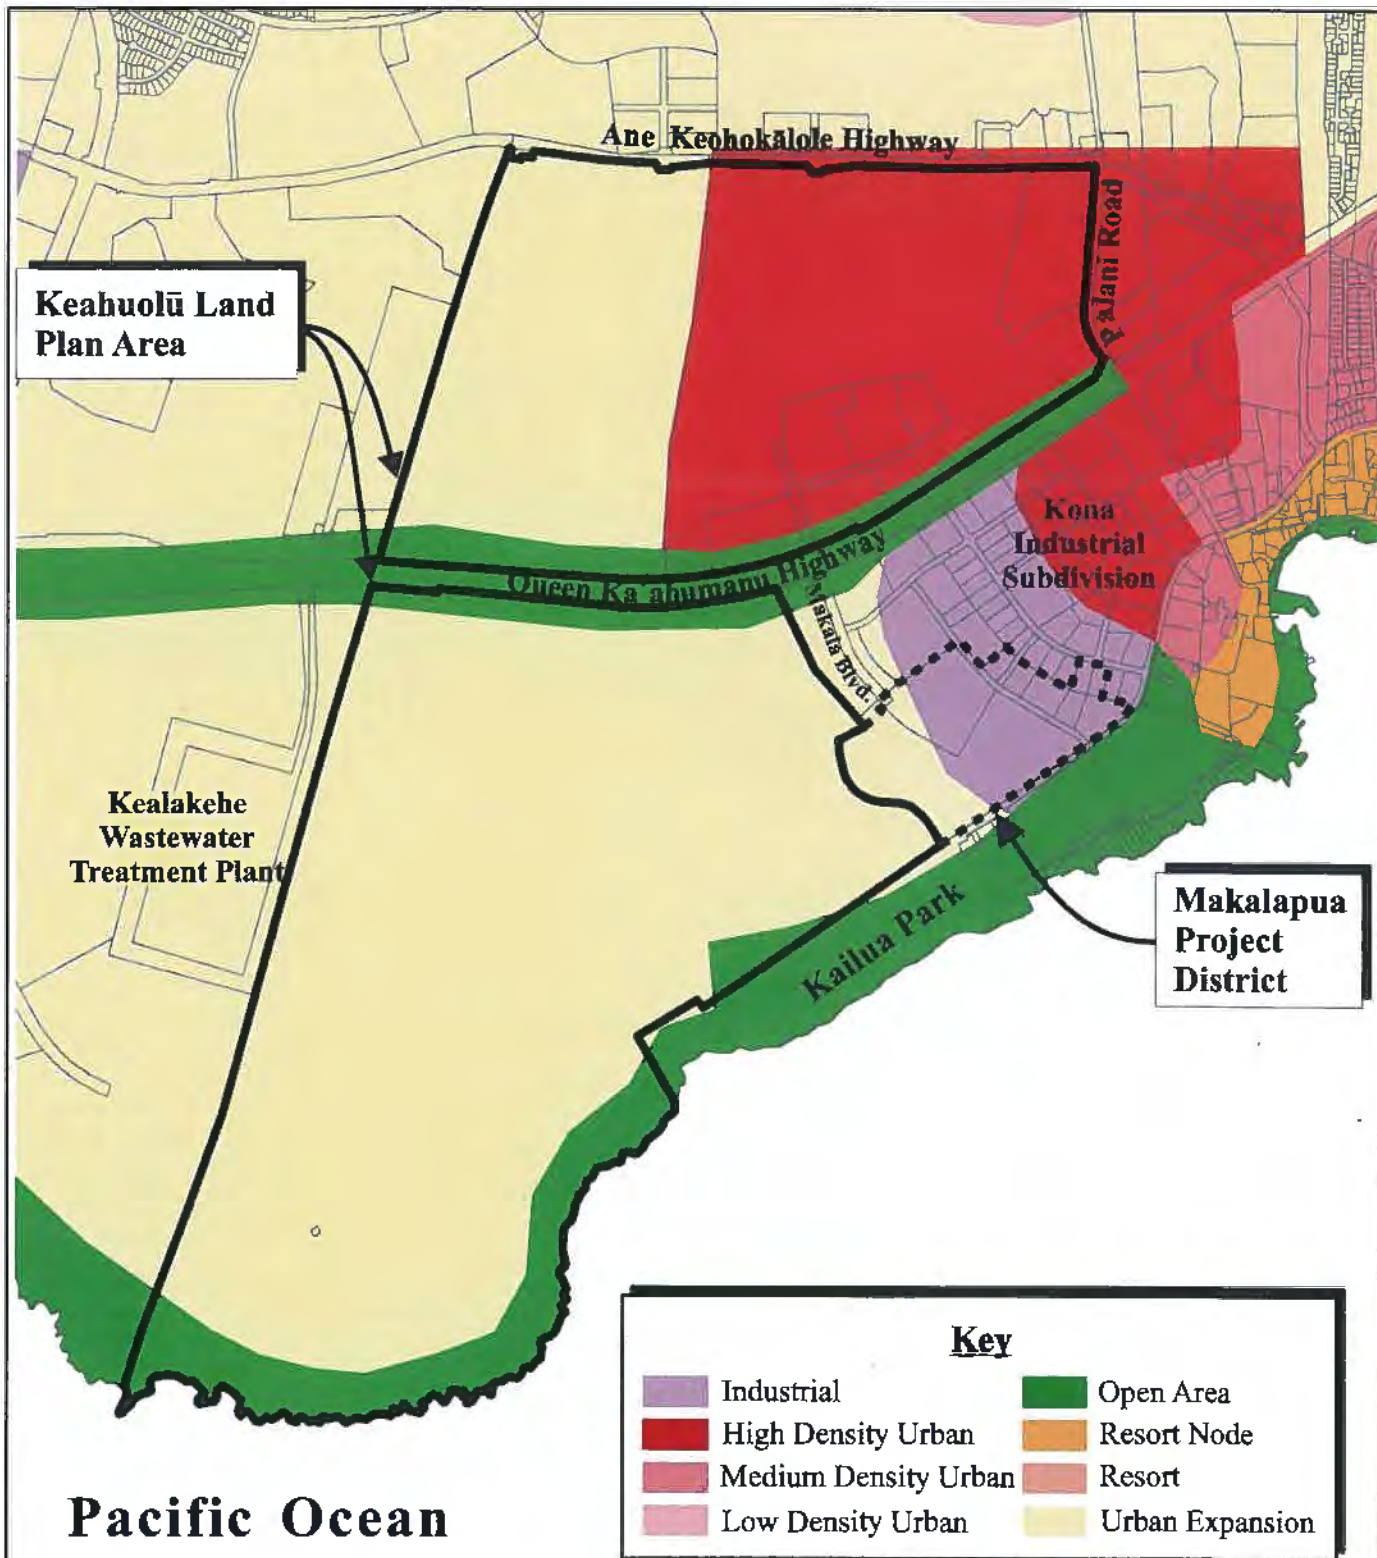 Ane Keohokālole Highway
Palani Road
Keahuolū Land
Plan Area
Kona
Industrial
Subdivision
Queen Ka ahumanu Highway
Makala Blvd.
Kealakehe
Wastewater
Treatment Plant
Makalapua
Project
District
Kailua Park
Key
Industrial
High Density Urban
Medium Density Urban
Low Density Urban
Open Area
Resort Node
Resort
Urban Expansion
Pacific Ocean